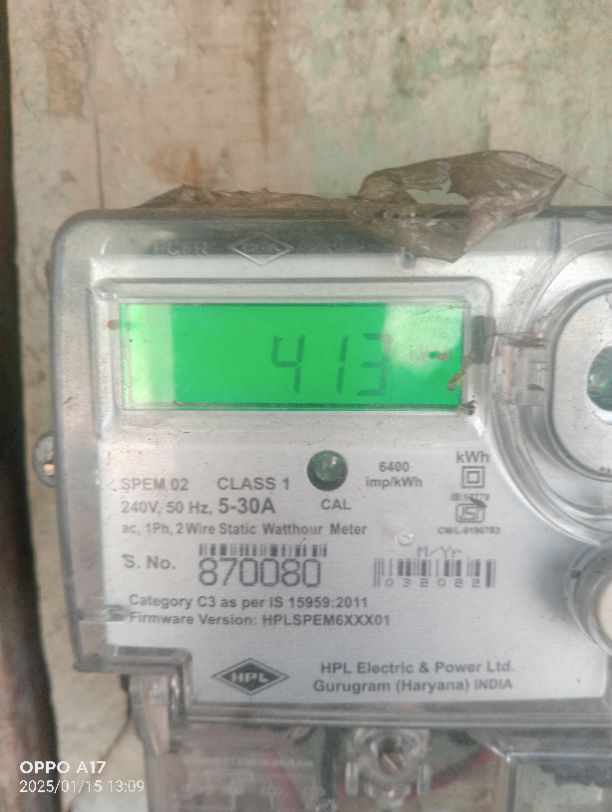 413
SPEM 02 CLASS 1
6400
imp/kWh
kWh
240V, 50 Hz, 5-30A
CAL
ac, 1Ph, 2 Wire Static Watthour Meter
M/Yr
S. No.
870080
032022
Category C3 as per IS 15959:2011
Firmware Version: HPLSPEM6XXX01
HPL
HPL Electric & Power Ltd.
Gurugram (Haryana) INDIA
OPPO A17
2025/01/15 13:09